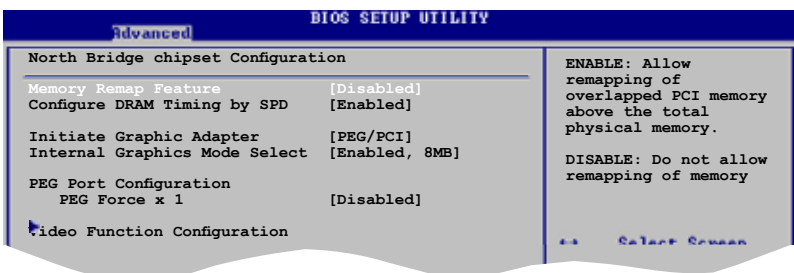 BIOS SETUP UTILITY
Advanced
North Bridge chipset Configuration
Memory Remap Feature [Disabled]
Configure DRAM Timing by SPD [Enabled]
Initiate Graphic Adapter [PEG/PCI]
Internal Graphics Mode Select [Enabled, 8MB]
PEG Port Configuration
PEG Force x 1 [Disabled]
Video Function Configuration
ENABLE: Allow
remapping of
overlapped PCI memory
above the total
physical memory.
DISABLE: Do not allow
remapping of memory
↔ Select Screen